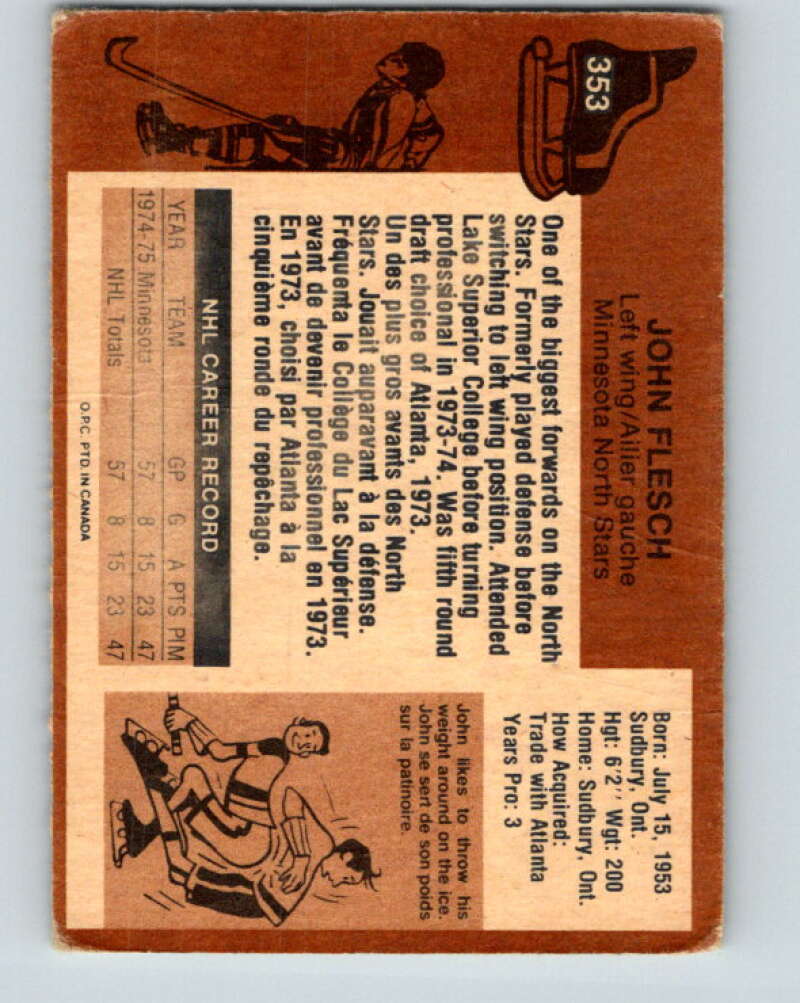 353
JOHN FLESCH
Left wing/Ailier gauche
Minnesota North Stars
Born: July 15, 1953
Sudbury, Ont.
Hgt: 6'2'' Wgt: 200
Home: Sudbury, Ont.
How Acquired:
Trade with Atlanta
Years Pro: 3
One of the biggest forwards on the North
Stars. Formerly played defense before
switching to left wing position. Attended
Lake Superior College before turning
professional in 1973-74. Was fifth round
draft choice of Atlanta, 1973.
Un des plus gros avants des North
Stars. Jouait auparavant à la défense.
Fréquenta le Collège du Lac Supérieur
avant de devenir professionnel en 1973.
En 1973, choisi par Atlanta à la
cinquième ronde du repêchage.
NHL CAREER RECORD
YEAR TEAM GP G A PTS PIM
1974-75 Minnesota 57 8 15 23 47
NHL Totals 57 8 15 23 47
John likes to throw his
weight around on the ice.
John se sert de son poids
sur la patinoire.
O.P.C. PTD. IN CANADA